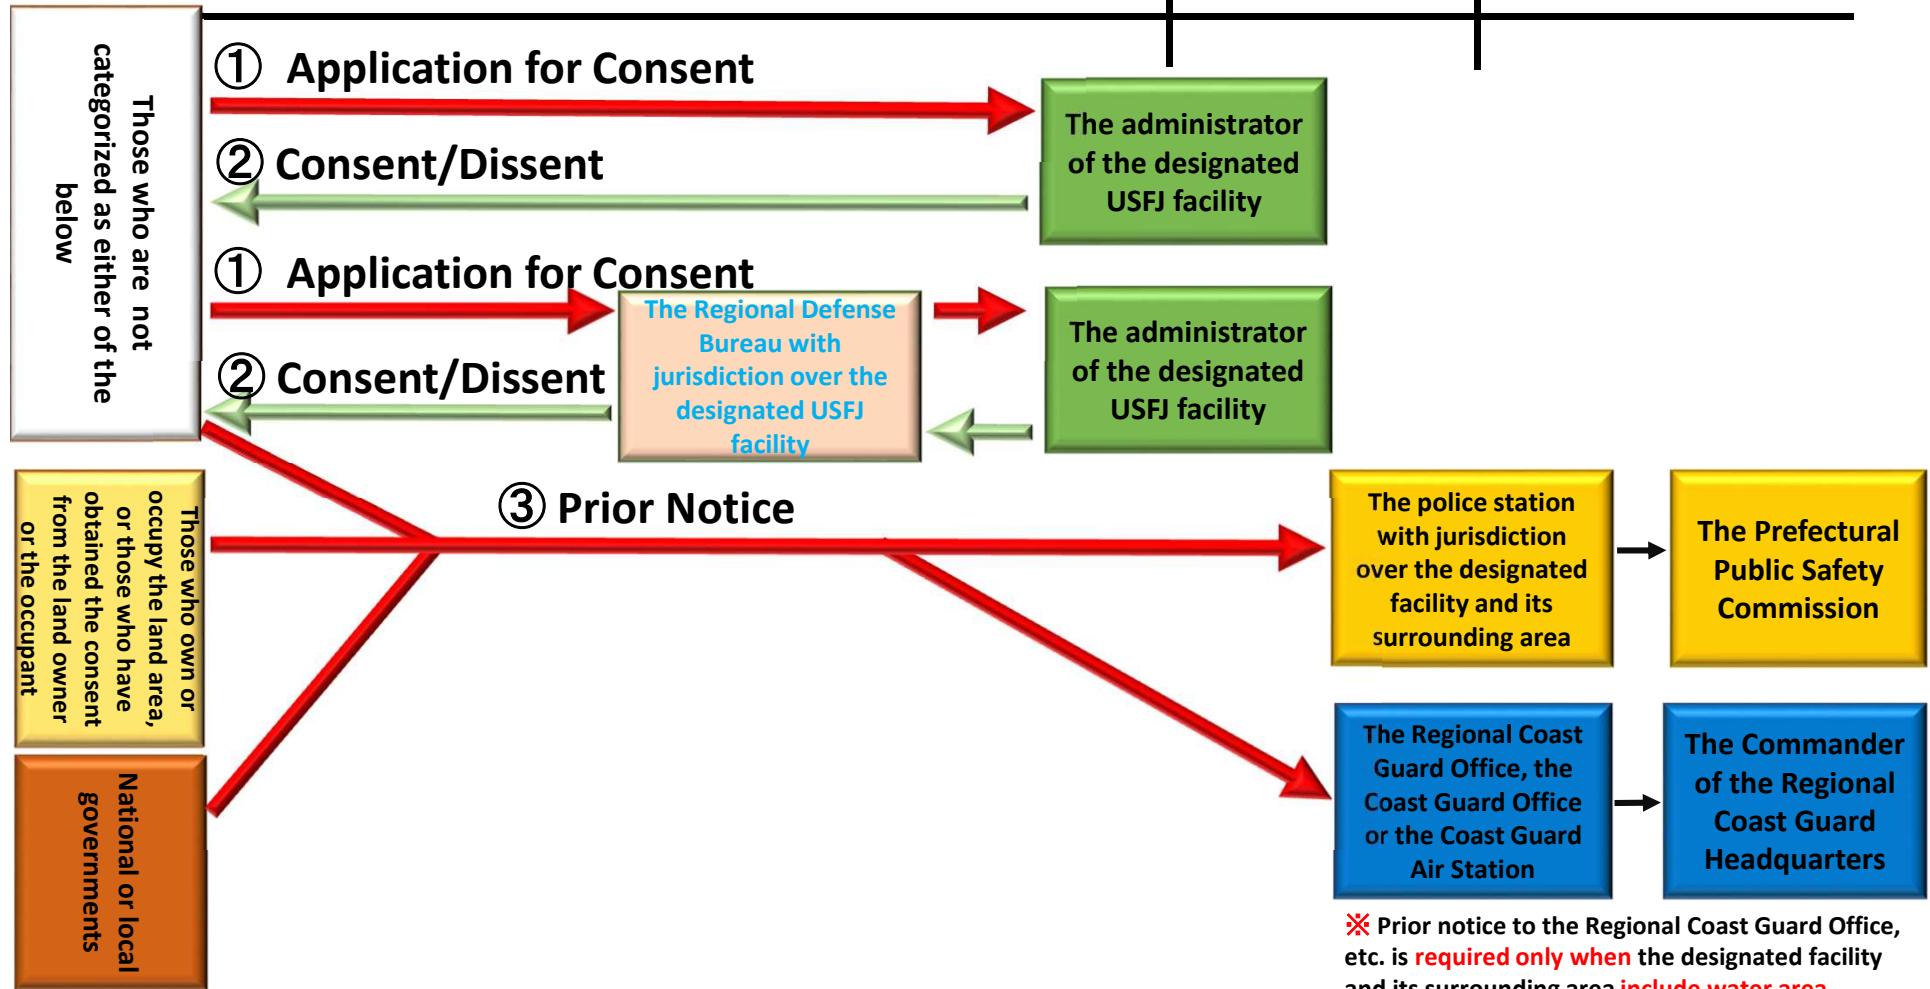 Those who are not
categorized as either of the
below
① Application for Consent
The administrator
of the designated
USFJ facility
② Consent/Dissent
① Application for Consent
The Regional Defense
Bureau with
jurisdiction over the
designated USFJ
facility
The administrator
of the designated
USFJ facility
② Consent/Dissent
Those who own or
occupy the land area,
or those who have
obtained the consent
from the land owner
or the occupant
③ Prior Notice
The police station
with jurisdiction
over the designated
facility and its
surrounding area
The Prefectural
Public Safety
Commission
National or local
governments
The Regional Coast
Guard Office, the
Coast Guard Office
or the Coast Guard
Air Station
The Commander
of the Regional
Coast Guard
Headquarters
※ Prior notice to the Regional Coast Guard Office,
etc. is required only when the designated facility
and its surrounding area include water area